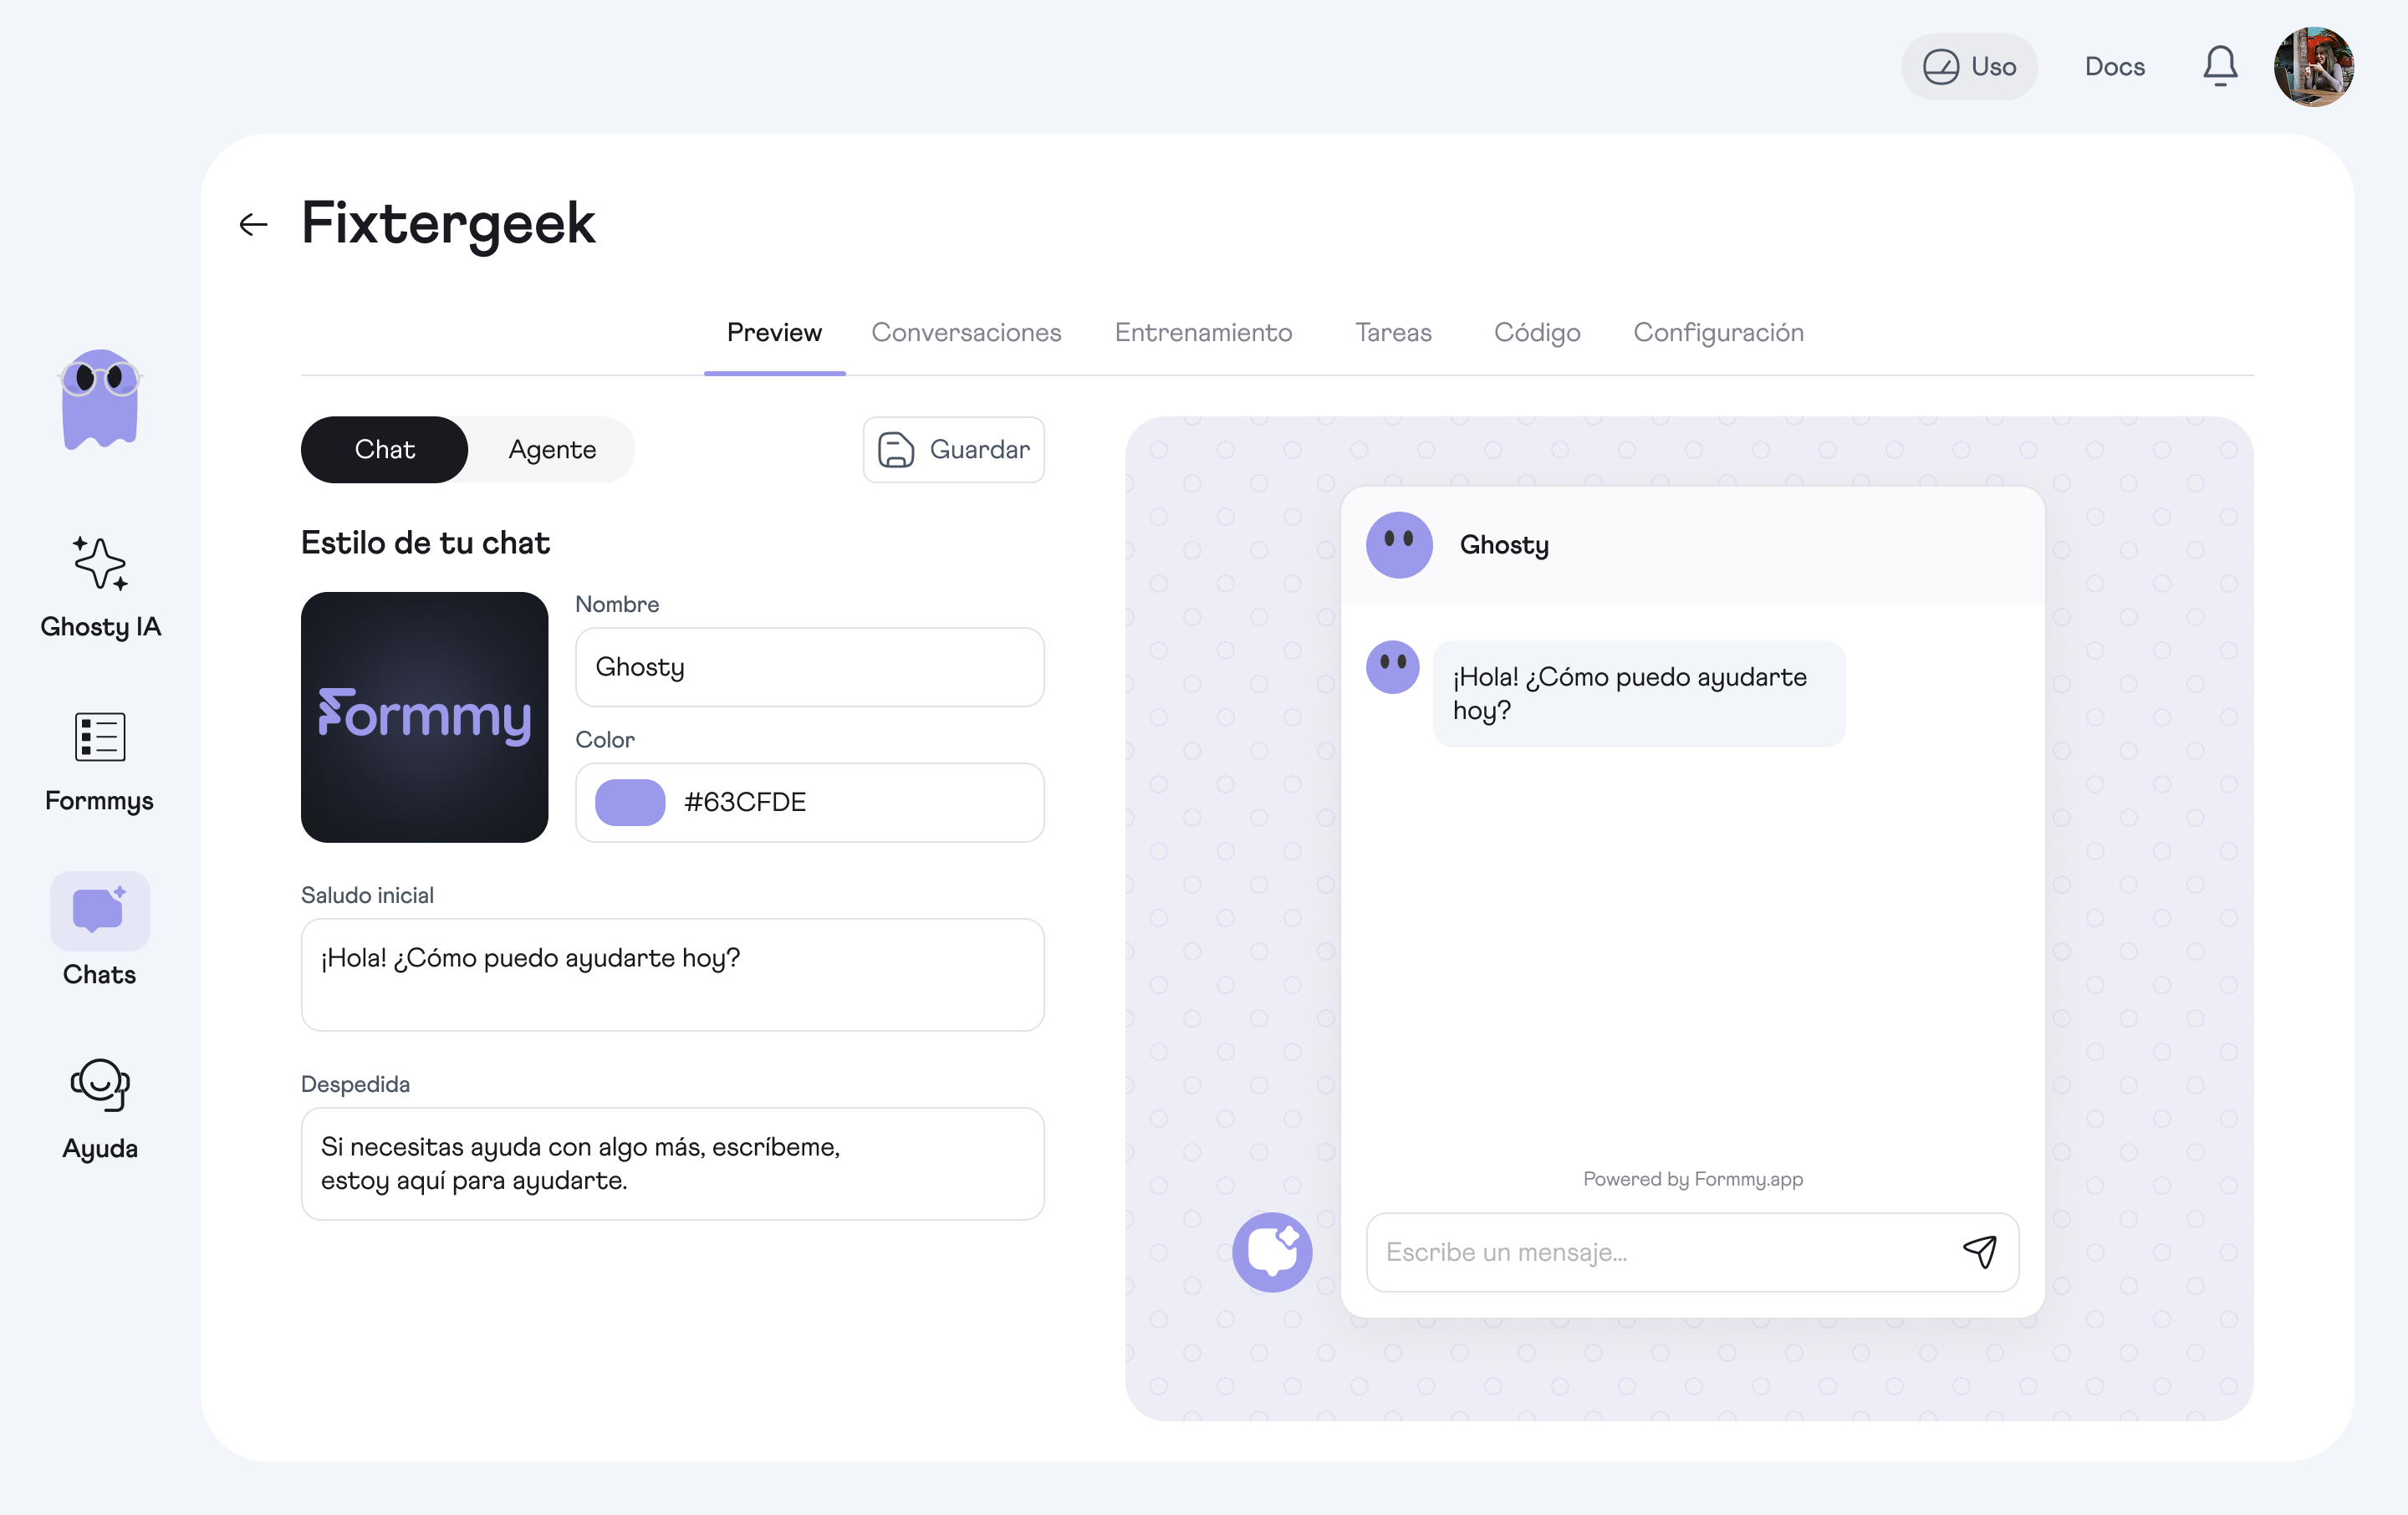 Uso
Docs
Fixtergeek
Preview
Conversaciones
Entrenamiento
Tareas
Código
Configuración
Chat
Agente
Guardar
Estilo de tu chat
Formmy
Nombre
Ghosty
Color
#63CFDE
Saludo inicial
¡Hola! ¿Cómo puedo ayudarte hoy?
Despedida
Si necesitas ayuda con algo más, escríbeme,
estoy aquí para ayudarte.
Ghosty IA
Formmys
Chats
Ayuda
Ghosty
¡Hola! ¿Cómo puedo ayudarte
hoy?
Powered by Formmy.app
Escribe un mensaje...